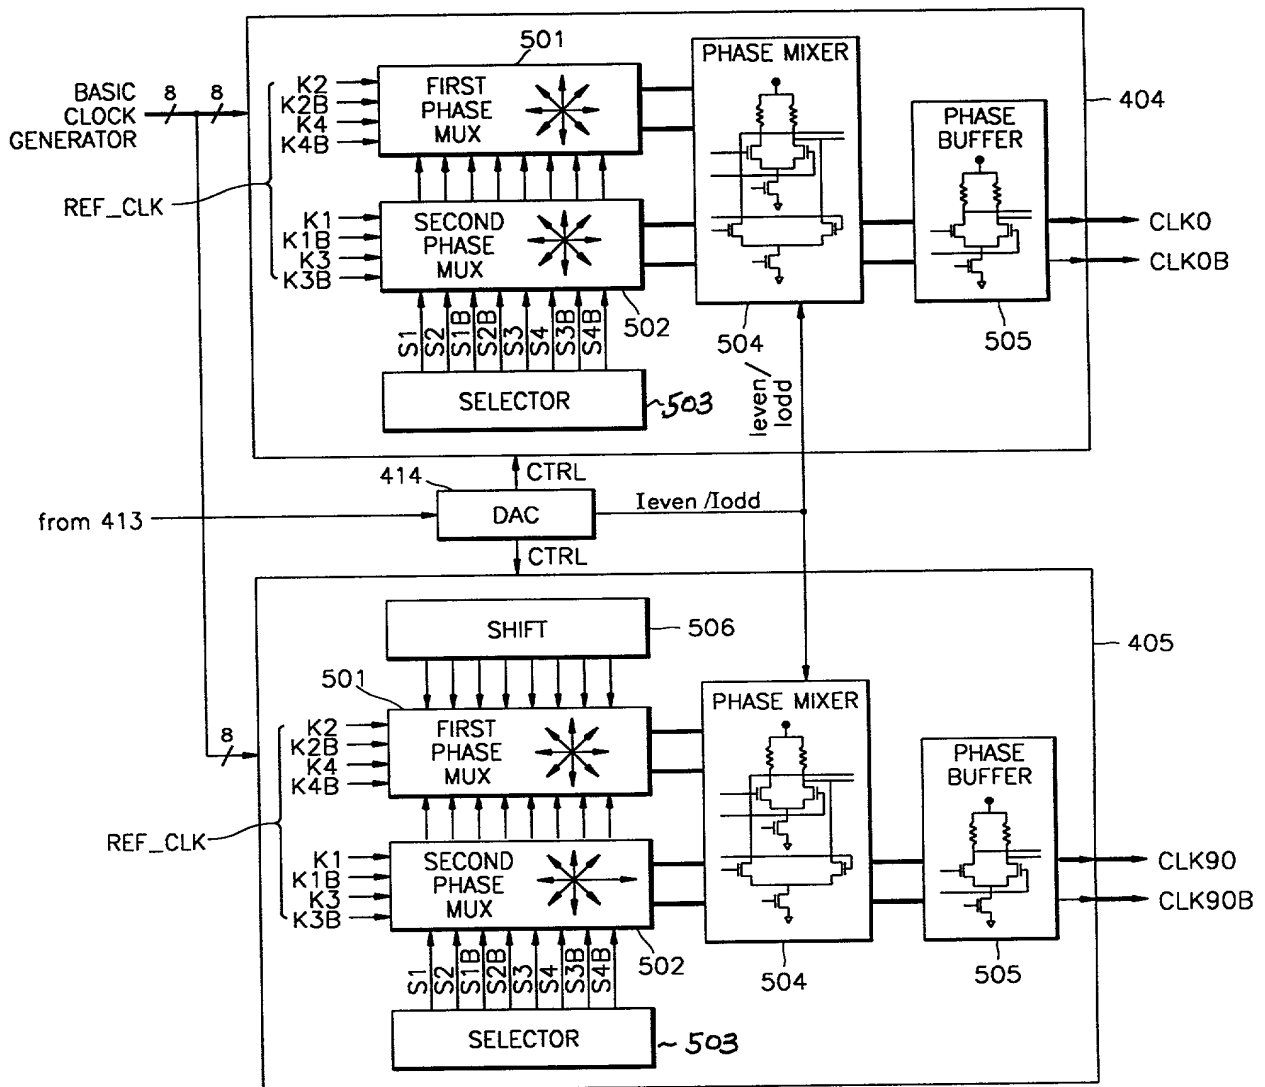 BASIC
CLOCK
GENERATOR
8
8
REF_CLK
K2
K2B
K4
K4B
K1
K1B
K3
K3B
501
FIRST
PHASE
MUX
SECOND
PHASE
MUX
502
S1
S2
S1B
S2B
S3
S4
S3B
S4B
SELECTOR
503
PHASE MIXER
504
PHASE
BUFFER
505
404
CLK0
CLK0B
Ieven/
Iodd
from 413
414
DAC
CTRL
CTRL
Ieven /Iodd
8
SHIFT
506
405
501
REF_CLK
K2
K2B
K4
K4B
K1
K1B
K3
K3B
FIRST
PHASE
MUX
SECOND
PHASE
MUX
502
S1
S2
S1B
S2B
S3
S4
S3B
S4B
SELECTOR
503
PHASE MIXER
504
PHASE
BUFFER
505
CLK90
CLK90B